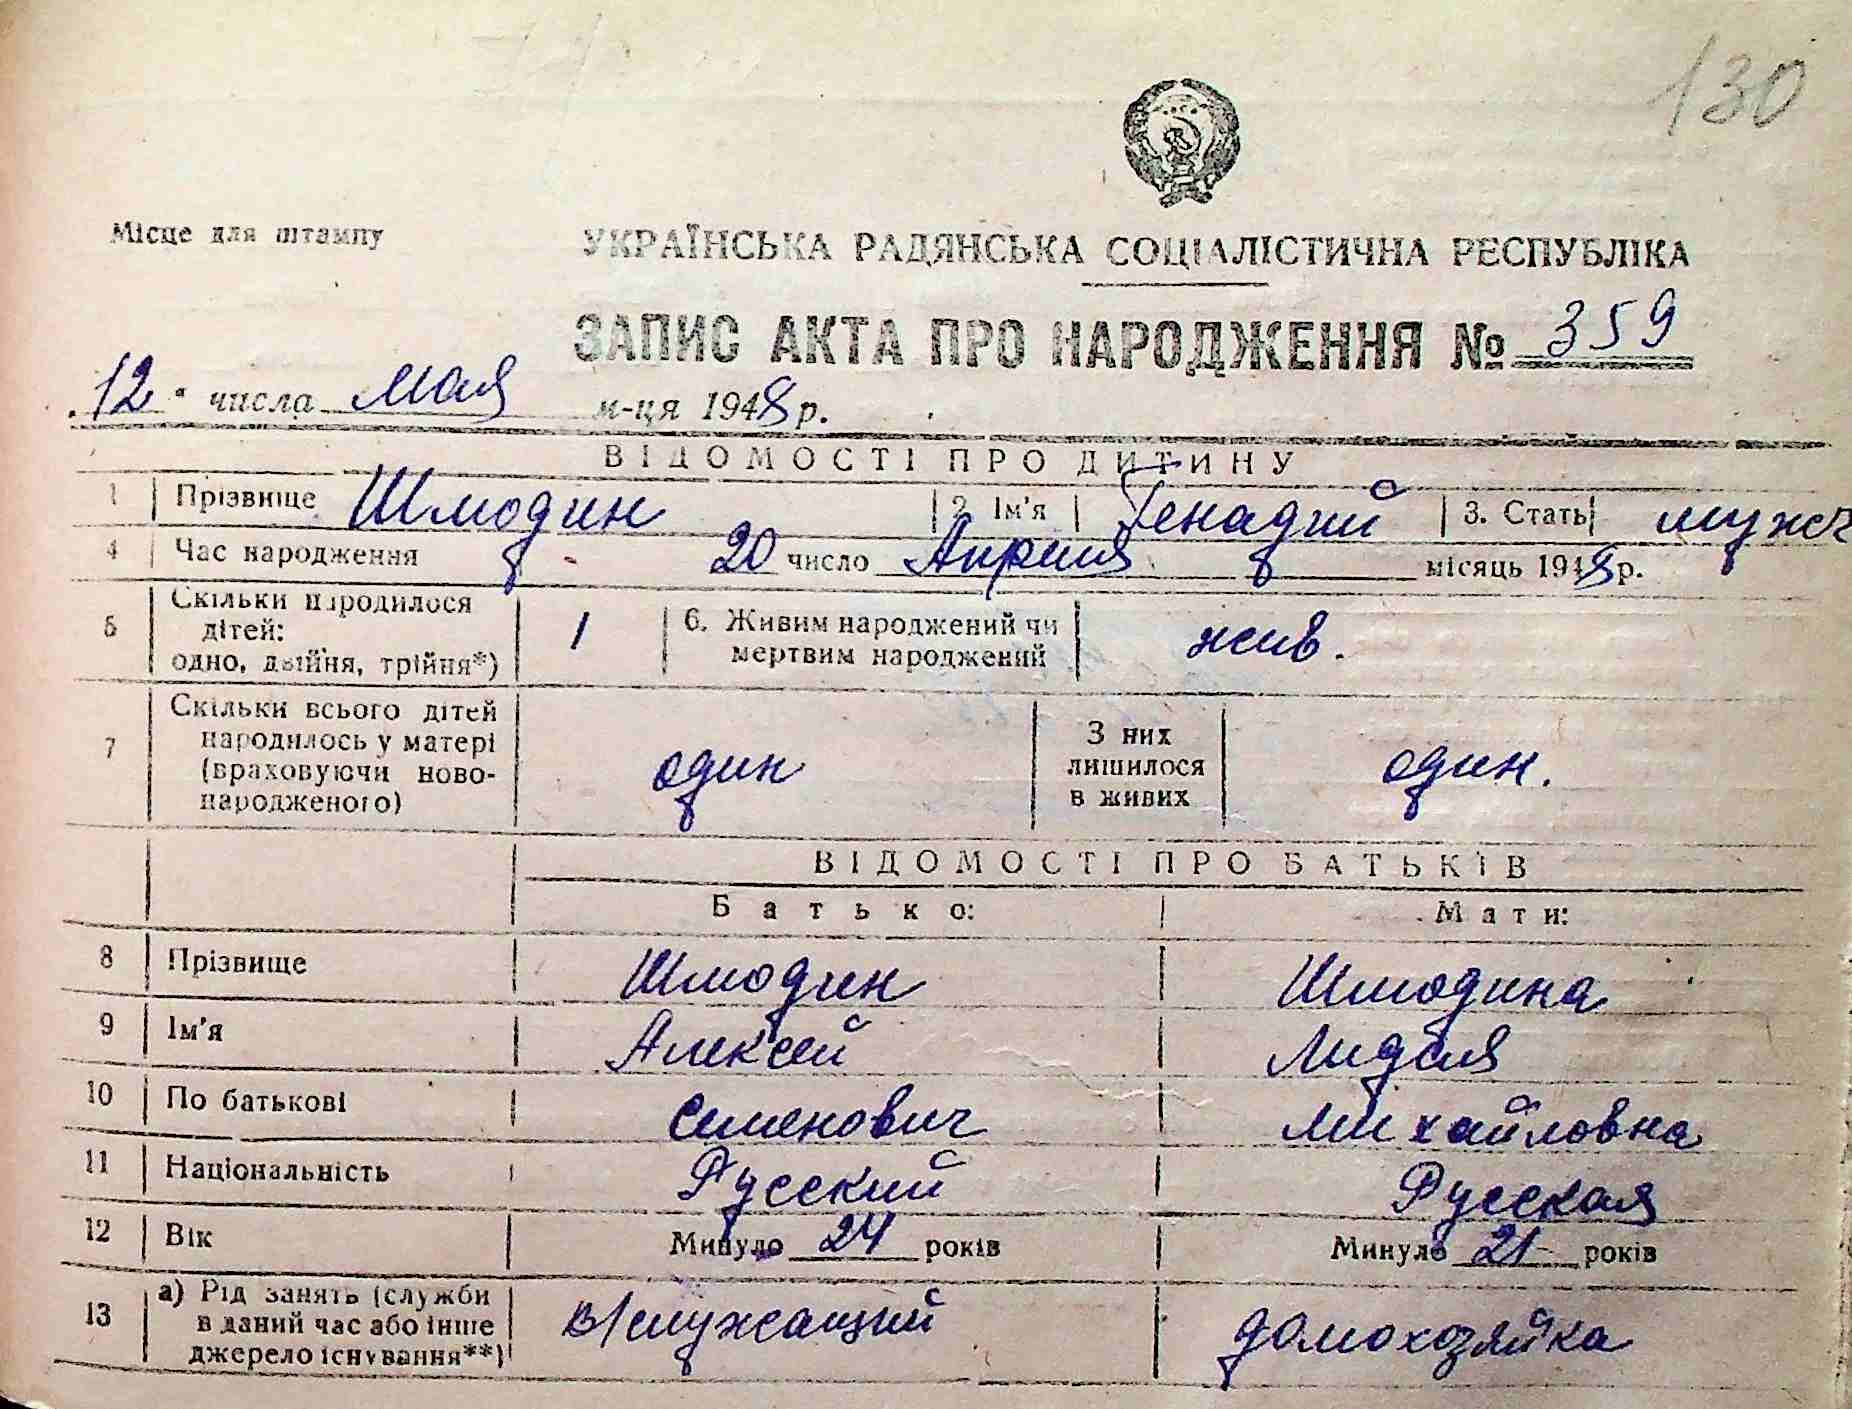 130
Місце для штампу
УКРАЇНСЬКА РАДЯНСЬКА СОЦІАЛІСТИЧНА РЕСПУБЛІКА
ЗАПИС АКТА ПРО НАРОДЖЕННЯ № 359
12 числа мая м-ця 1948 р.
ВІДОМОСТІ ПРО ДИТИНУ
1 Прізвище Шмодин 2. Ім'я Генадий 3. Стать мужч
4 Час народження 20 число Апреля місяць 1948 р.
5 Скільки народилося
дітей:
одно, двійня, трійня*)
1
6. Живим народжений чи
мертвим народжений
жив.
7 Скільки всього дітей
народилось у матері
(враховуючи ново-
народженого)
один
З них
лишилося
в живих
один.
ВІДОМОСТІ ПРО БАТЬКІВ
Батько: Мати:
8 Прізвище Шмодин Шмодина
9 Ім'я Алексей Лидия
10 По батькові Семенович Михайловна
11 Національність Русский Русская
12 Вік Минуло 24 років Минуло 21 років
13 а) Рід занять (служби
в даний час або інше
джерело існування**)
в/служащий домохозяйка